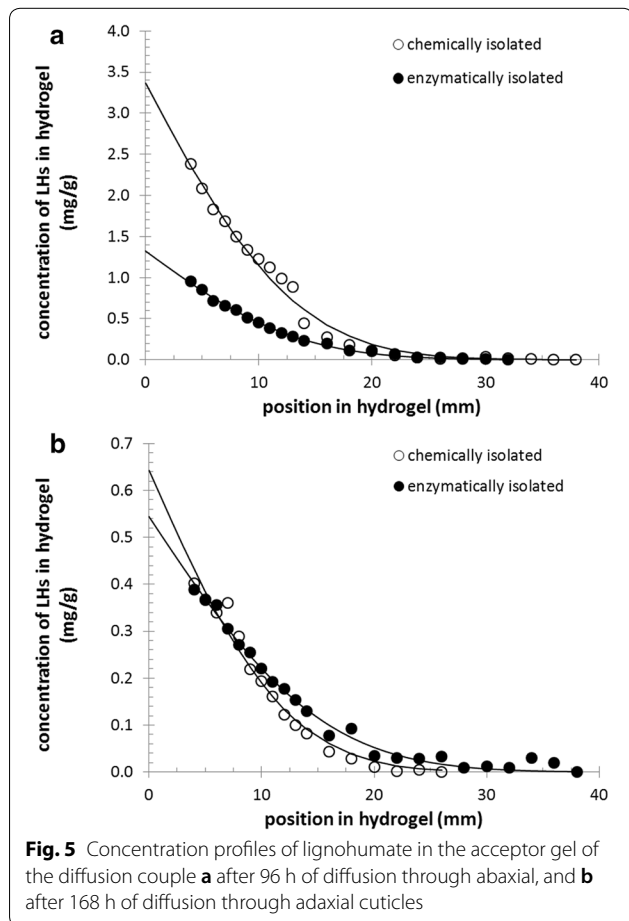 a
4.0
3.5
3.0
2.5
2.0
1.5
1.0
0.5
0.0
concentration of LHs in hydrogel
(mg/g)
chemically isolated
enzymatically isolated
0 10 20 30 40
position in hydrogel (mm)
b
0.7
0.6
0.5
0.4
0.3
0.2
0.1
0.0
concentration of LHs in hydrogel
(mg/g)
chemically isolated
enzymatically isolated
0 10 20 30 40
position in hydrogel (mm)
Fig. 5 Concentration profiles of lignohumate in the acceptor gel of
the diffusion couple a after 96 h of diffusion through abaxial, and b
after 168 h of diffusion through adaxial cuticles